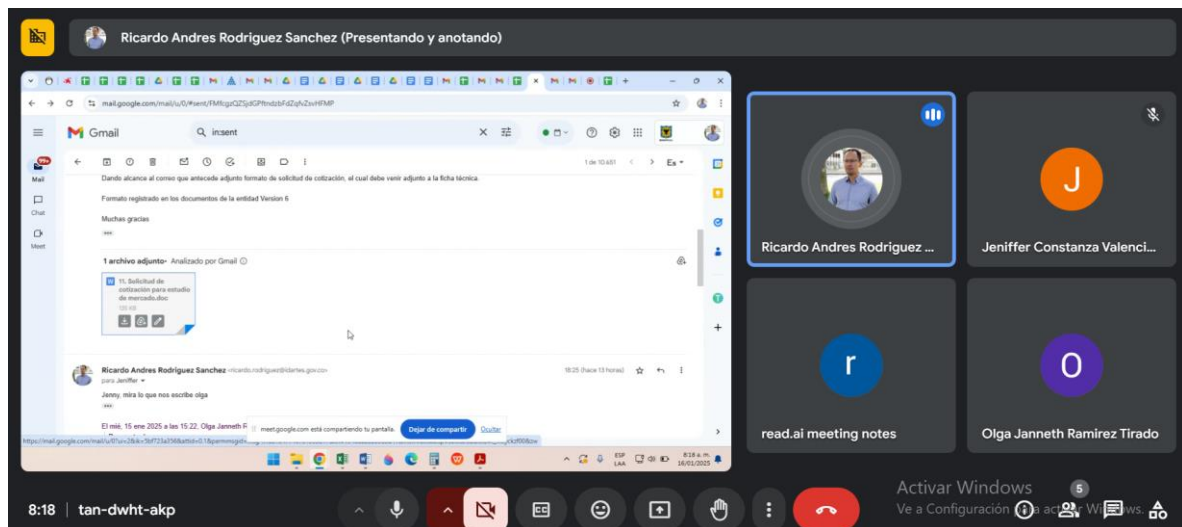 Ricardo Andres Rodriguez Sanchez (Presentando y anotando)
Gmail
in:sent
Mail
Chat
Meet
1 de 10.651
Es
Dando alcance al correo que antecede adjunto formato de solicitud de cotización, el cual debe venir adjunto a la ficha técnica.
Formato registrado en los documentos de la entidad Version 6
Muchas gracias
1 archivo adjunto• Analizado por Gmail
11. Solicitud de
cotización para estudio
de mercado.doc
Ricardo Andres Rodriguez Sanchez <ricardo.rodriguez@idartes.gov.co>
para Jeniffer
18:25 (hace 13 horas)
Jenny, mira lo que nos escribe olga
El mié, 15 ene 2025 a las 15:22, Olga Janneth R
meet.google.com está compartiendo tu pantalla.
Dejar de compartir
Ocultar
ESP
LAA
8:18 a. m.
16/01/2025
Ricardo Andres Rodriguez ...
J
Jeniffer Constanza Valenci...
r
read.ai meeting notes
O
Olga Janneth Ramirez Tirado
Activar Windows
Ve a Configuración
8:18 | tan-dwht-akp
5